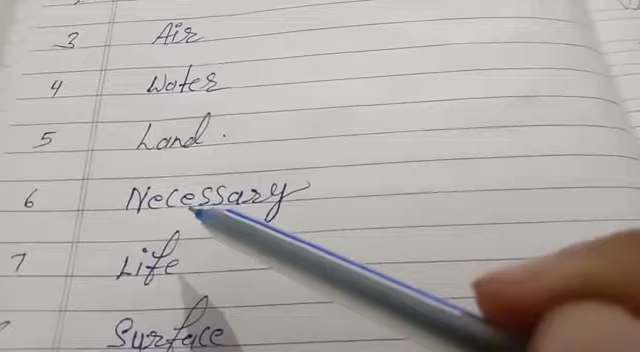 3 Air
4 Water
5 Land .
6 Necessary
7 Life
Surface